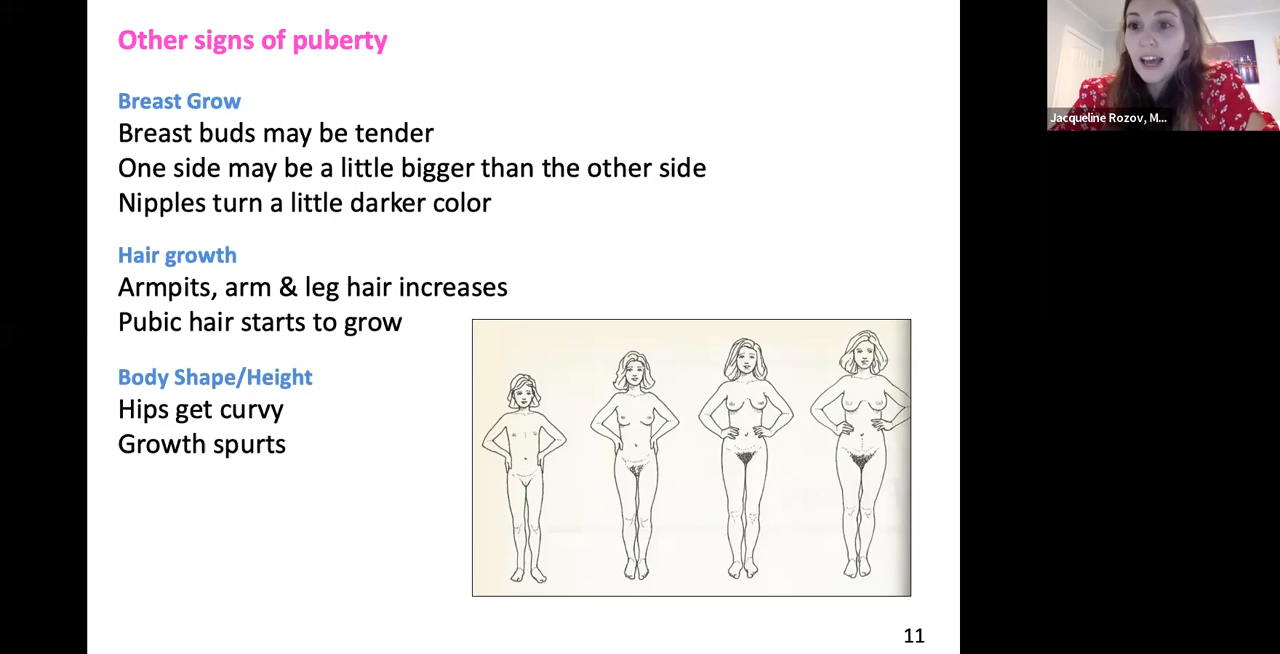 Other signs of puberty
Breast Grow
Breast buds may be tender
One side may be a little bigger than the other side
Nipples turn a little darker color
Hair growth
Armpits, arm & leg hair increases
Pubic hair starts to grow
Body Shape/Height
Hips get curvy
Growth spurts
11
Jacqueline Rozov, M...